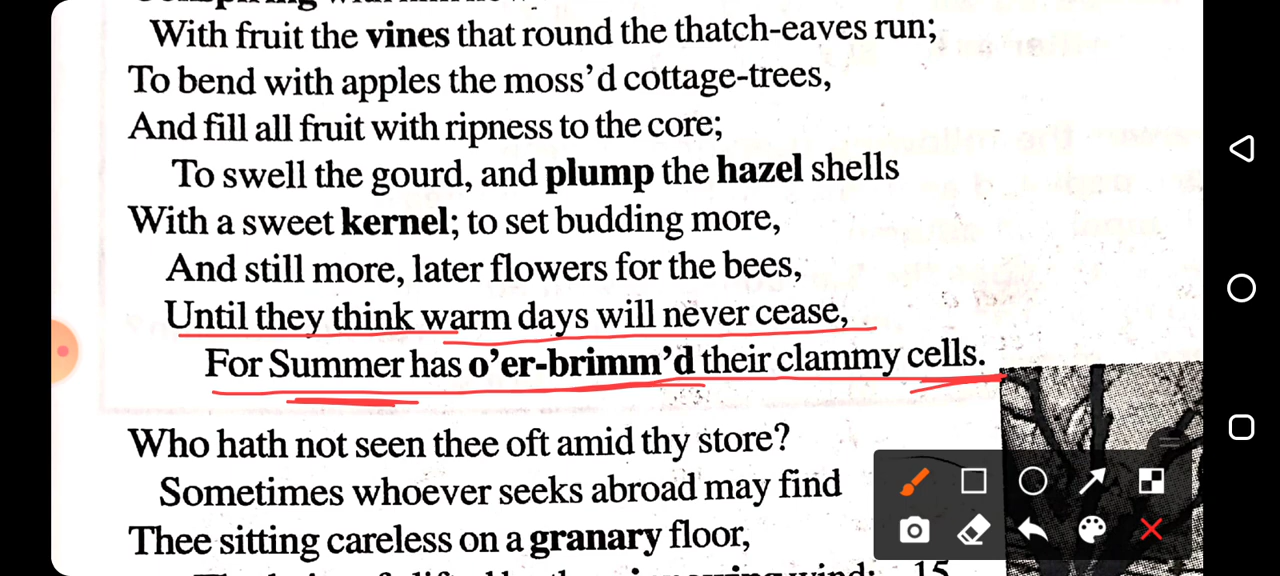 With fruit the vines that round the thatch-eaves run;
To bend with apples the moss'd cottage-trees,
And fill all fruit with ripness to the core;
To swell the gourd, and plump the hazel shells
With a sweet kernel; to set budding more,
And still more, later flowers for the bees,
Until they think warm days will never cease,
For Summer has o'er-brimm'd their clammy cells.
Who hath not seen thee oft amid thy store?
Sometimes whoever seeks abroad may find
Thee sitting careless on a granary floor,
15